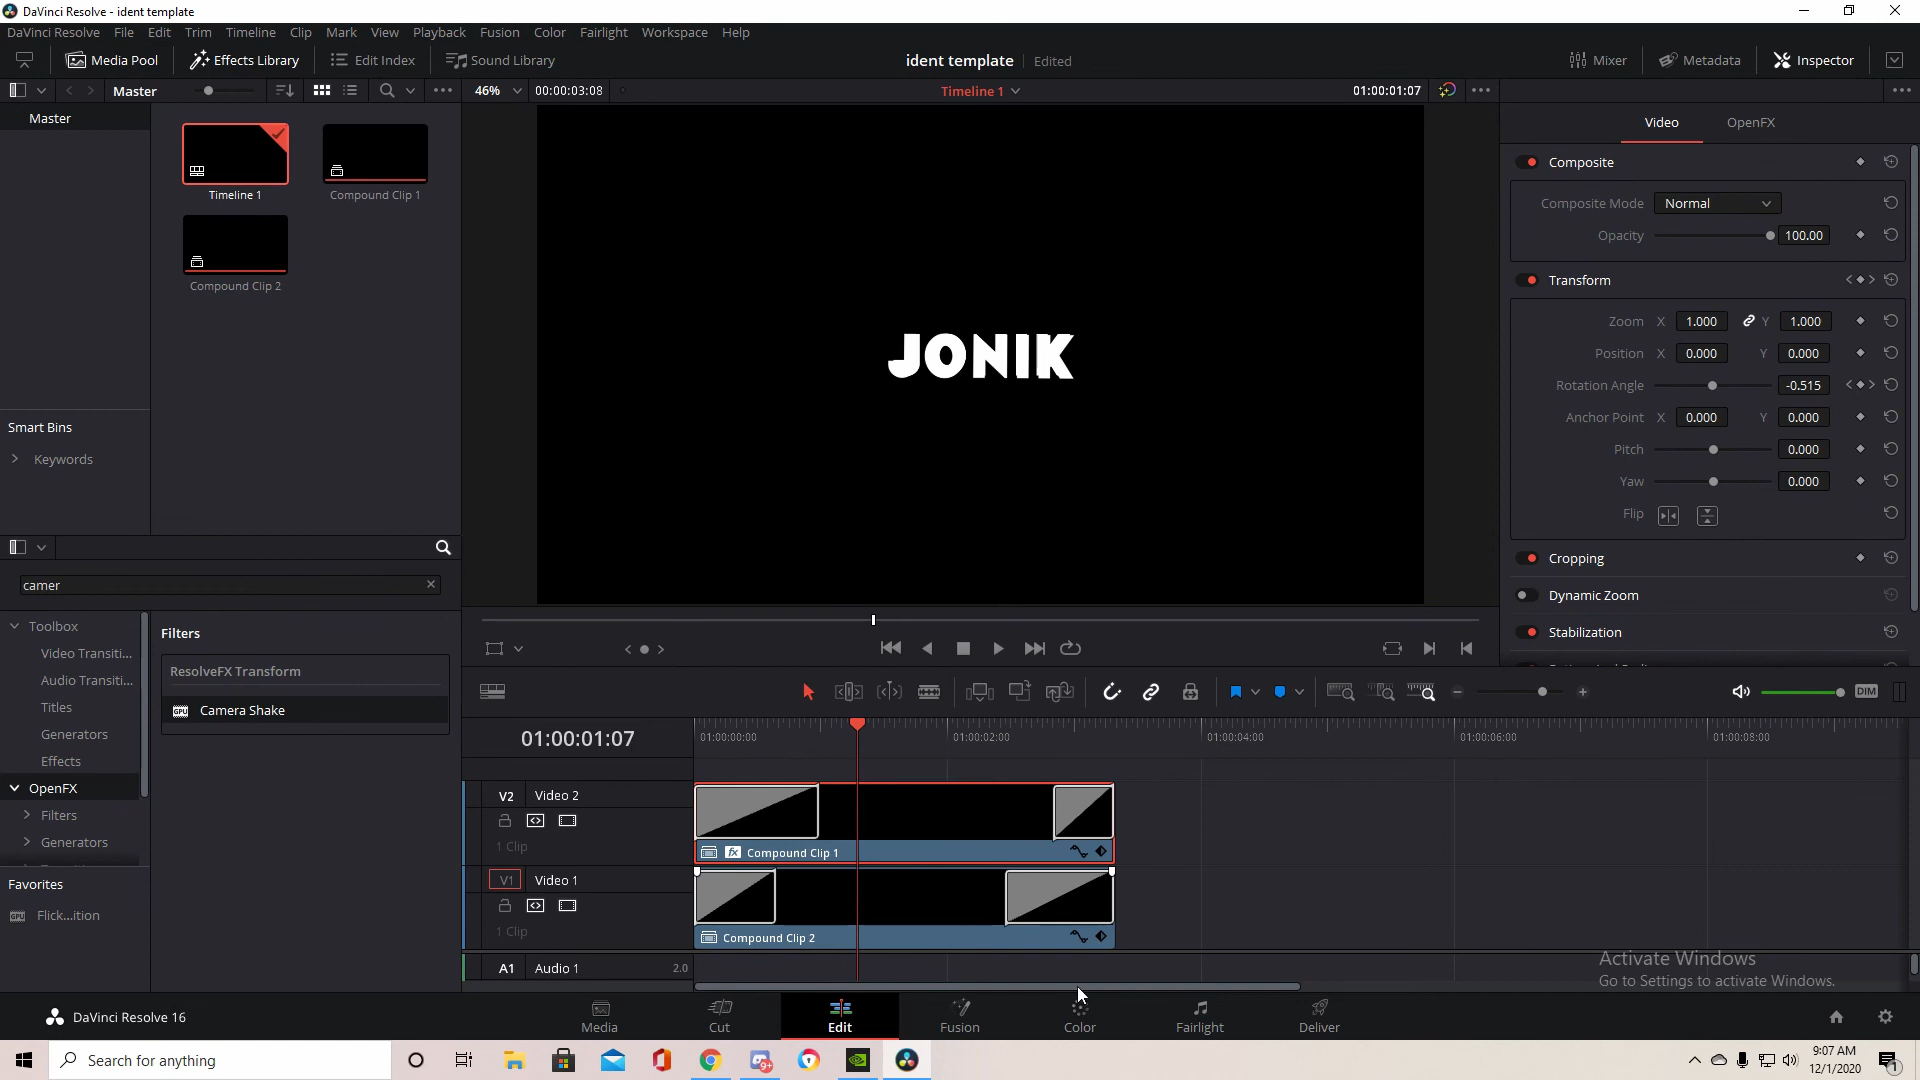 DaVinci Resolve - ident template
DaVinci Resolve File Edit Trim Timeline Clip Mark View Playback Fusion Color Fairlight Workspace Help
Media Pool Effects Library Edit Index Sound Library ident template Edited Mixer Metadata Inspector
Master 46% 00:00:03:08 Timeline 1 01:00:01:07
Master
Timeline 1
Compound Clip 1
Compound Clip 2
Smart Bins
Keywords
camer
Toolbox
Video Transiti...
Audio Transiti...
Titles
Generators
Effects
OpenFX
Filters
Generators
Favorites
Flick...ition
Filters
ResolveFX Transform
GPU Camera Shake
JONIK
Video OpenFX
Composite
Composite Mode Normal
Opacity 100.00
Transform
Zoom X 1.000 Y 1.000
Position X 0.000 Y 0.000
Rotation Angle -0.515
Anchor Point X 0.000 Y 0.000
Pitch 0.000
Yaw 0.000
Flip
Cropping
Dynamic Zoom
Stabilization
DIM
01:00:01:07
01:00:00:00 01:00:02:00 01:00:04:00 01:00:06:00 01:00:08:00
V2 Video 2
1 Clip
fx Compound Clip 1
V1 Video 1
1 Clip
Compound Clip 2
A1 Audio 1 2.0
Activate Windows
Go to Settings to activate Windows.
DaVinci Resolve 16
Media Cut Edit Fusion Color Fairlight Deliver
Search for anything
9+
9:07 AM
12/1/2020
1